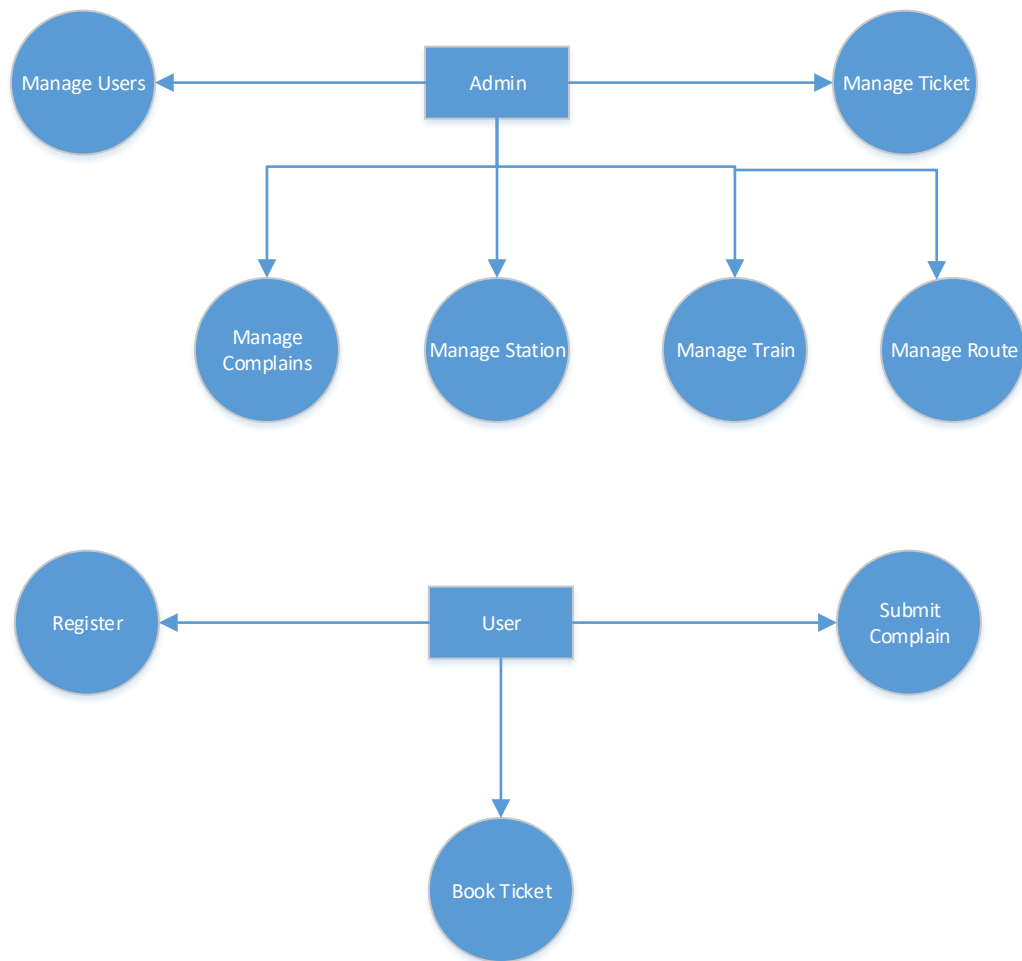 Manage Users
Admin
Manage Ticket
Manage
Complains
Manage Station
Manage Train
Manage Route
Register
User
Submit
Complain
Book Ticket